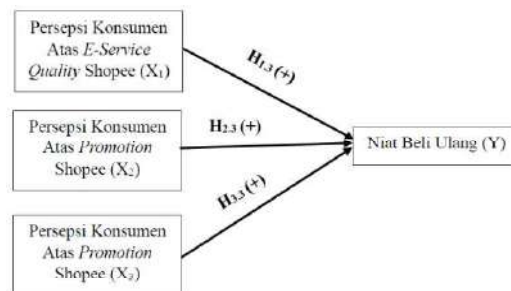 Persepsi Konsumen
Atas E-Service
Quality Shopee (X₁)
H₁.₃ (+)
Persepsi Konsumen
Atas Promotion
Shopee (X₂)
H₂.₃ (+)
Niat Beli Ulang (Y)
H₃.₃ (+)
Persepsi Konsumen
Atas Promotion
Shopee (X₃)